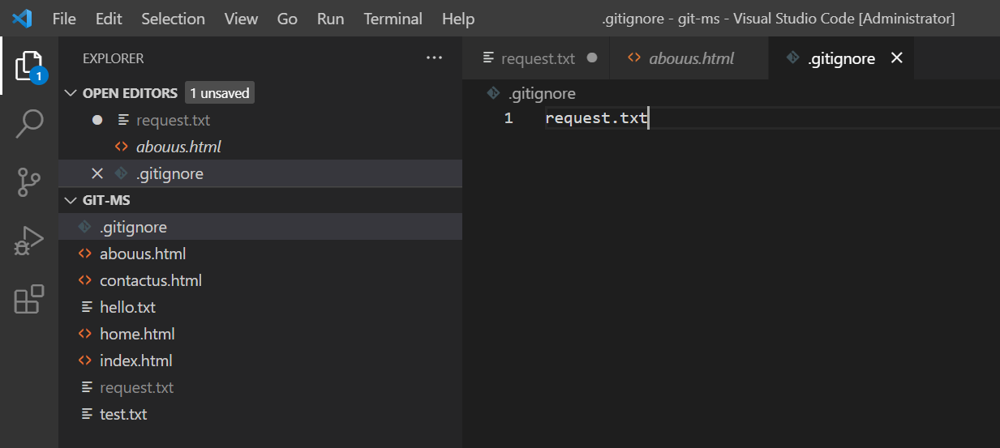 File Edit Selection View Go Run Terminal Help .gitignore - git-ms - Visual Studio Code [Administrator]
1
EXPLORER
OPEN EDITORS 1 unsaved
request.txt
abouus.html
.gitignore
GIT-MS
.gitignore
abouus.html
contactus.html
hello.txt
home.html
index.html
request.txt
test.txt
request.txt abouus.html .gitignore
.gitignore
1 request.txt